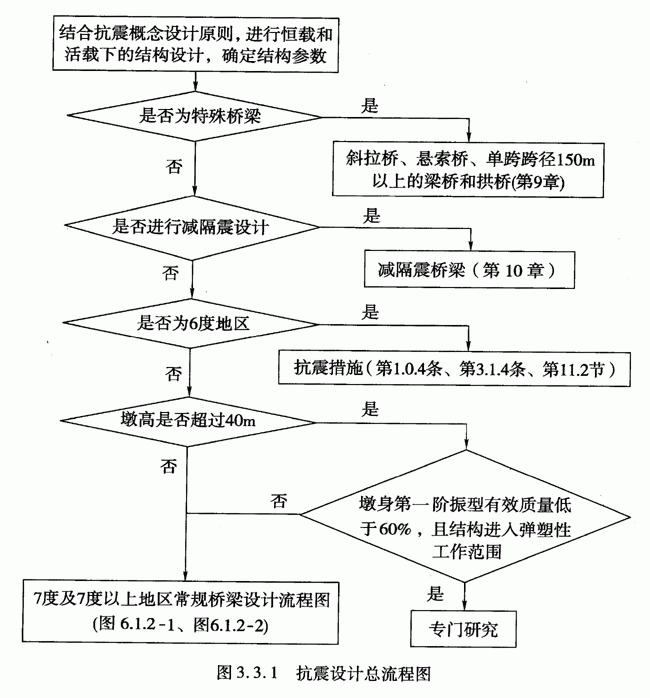 结合抗震概念设计原则,进行恒载和
活载下的结构设计，确定结构参数
是否为特殊桥梁
是
否
斜拉桥、悬索桥、单跨跨径150m
以上的梁桥和拱桥(第9章)
是否进行减隔震设计
是
否
减隔震桥梁（第 10 章）
是否为6度地区
是
否
抗震措施（第1.0.4条、第3.1.4条、第11.2节）
墩高是否超过40m
是
否
否
墩身第一阶振型有效质量低
于60%，且结构进入弹塑性
工作范围
7度及7度以上地区常规桥梁设计流程图
(图 6.1.2-1、图6.1.2-2)
是
专门研究
图 3.3.1 抗震设计总流程图